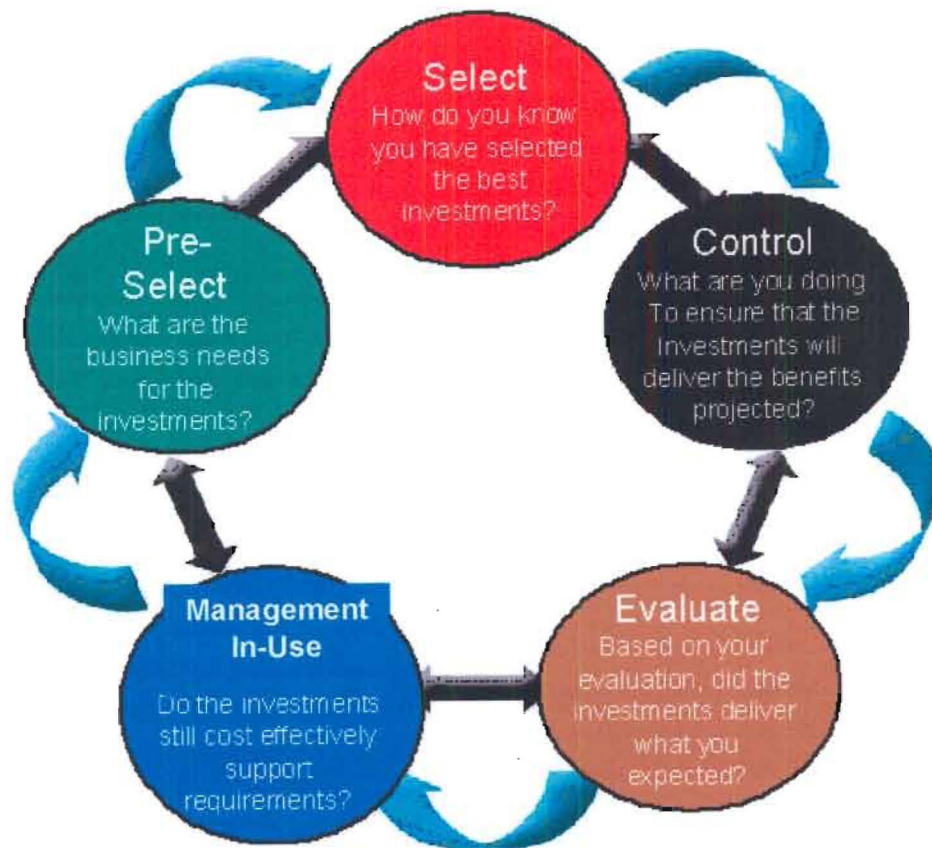 Select
How do you know
you have selected
the best
investments?
Pre-
Select
What are the
business needs
for the
investments?
Control
What are you doing
To ensure that the
Investments will
deliver the benefits
projected?
Management
In-Use
Do the investments
still cost effectively
support
requirements?
Evaluate
Based on your
evaluation, did the
investments deliver
what you
expected?